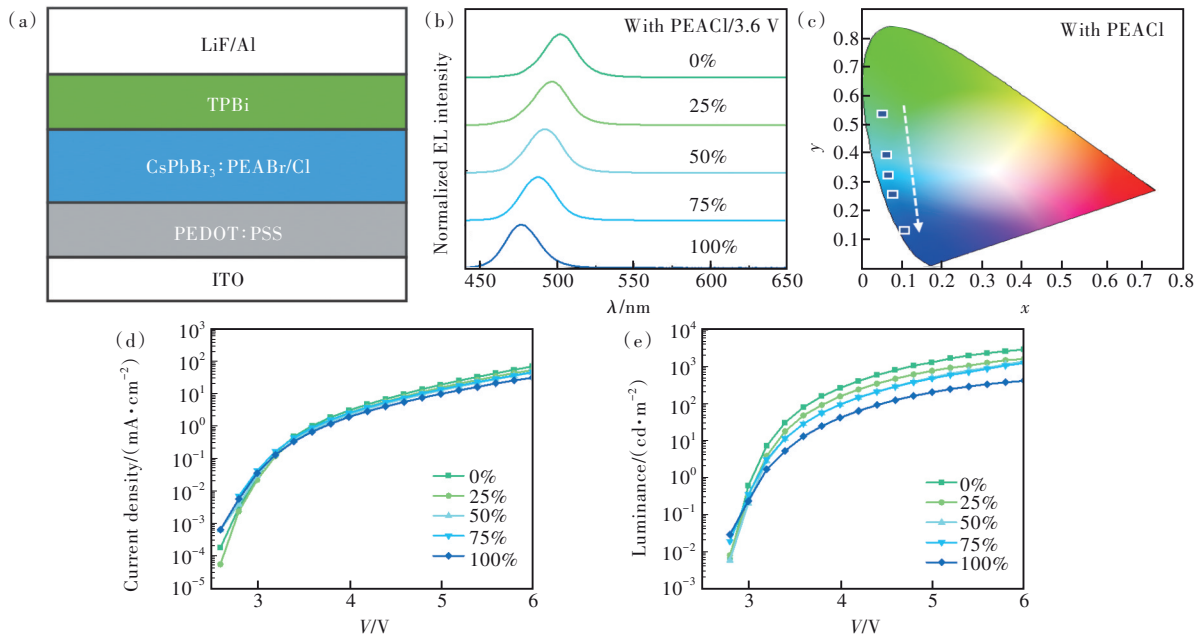 (a)
LiF/Al
TPBi
CsPbBr₃:PEABr/Cl
PEDOT:PSS
ITO
(b)
With PEACl/3.6 V
0%
25%
50%
75%
100%
Normalized EL intensity
450 500 550 600 650
λ/nm
(c)
With PEACl
0.8
0.7
0.6
0.5
0.4
0.3
0.2
0.1
0 0.1 0.2 0.3 0.4 0.5 0.6 0.7 0.8
y
x
(d)
10³
10²
10¹
10⁰
10⁻¹
10⁻²
10⁻³
10⁻⁴
10⁻⁵
Current density/(mA·cm⁻²)
0%
25%
50%
75%
100%
3 4 5 6
V/V
(e)
10⁴
10³
10²
10¹
10⁰
10⁻¹
10⁻²
10⁻³
Luminance/(cd·m⁻²)
0%
25%
50%
75%
100%
3 4 5 6
V/V